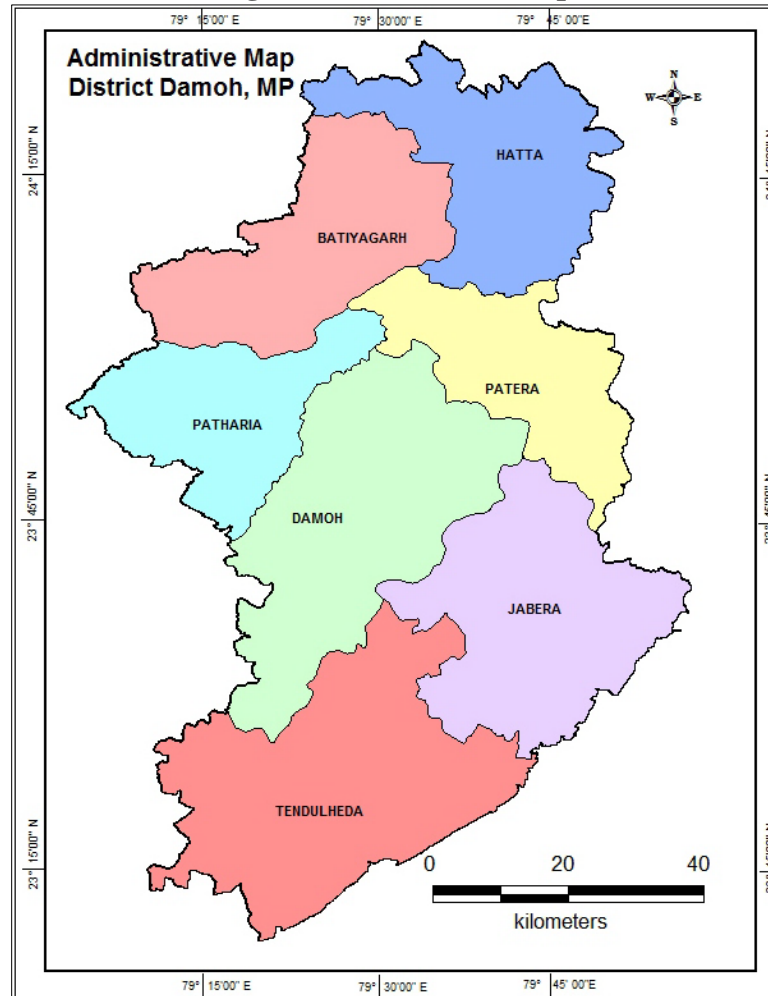 79° 15'00" E 79° 30'00" E 79° 45'00" E
Administrative Map
District Damoh, MP
N
W E
S
HATTA
24° 15'00" N
BATIYAGARH
PATERA
PATHARIA
DAMOH
23° 45'00" N
JABERA
TENDULHEDA
23° 15'00" N
0 20 40
kilometers
79° 15'00" E 79° 30'00" E 79° 45' 00" E